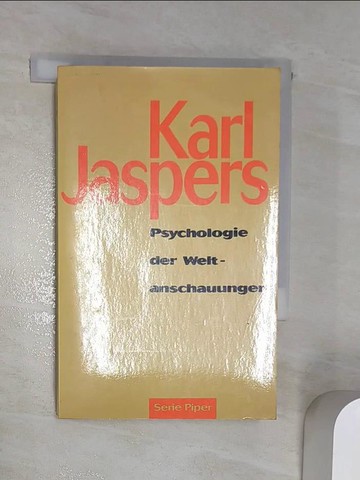 Karl
Jaspers
Psychologie
der Welt-
anschauungen
Serie Piper